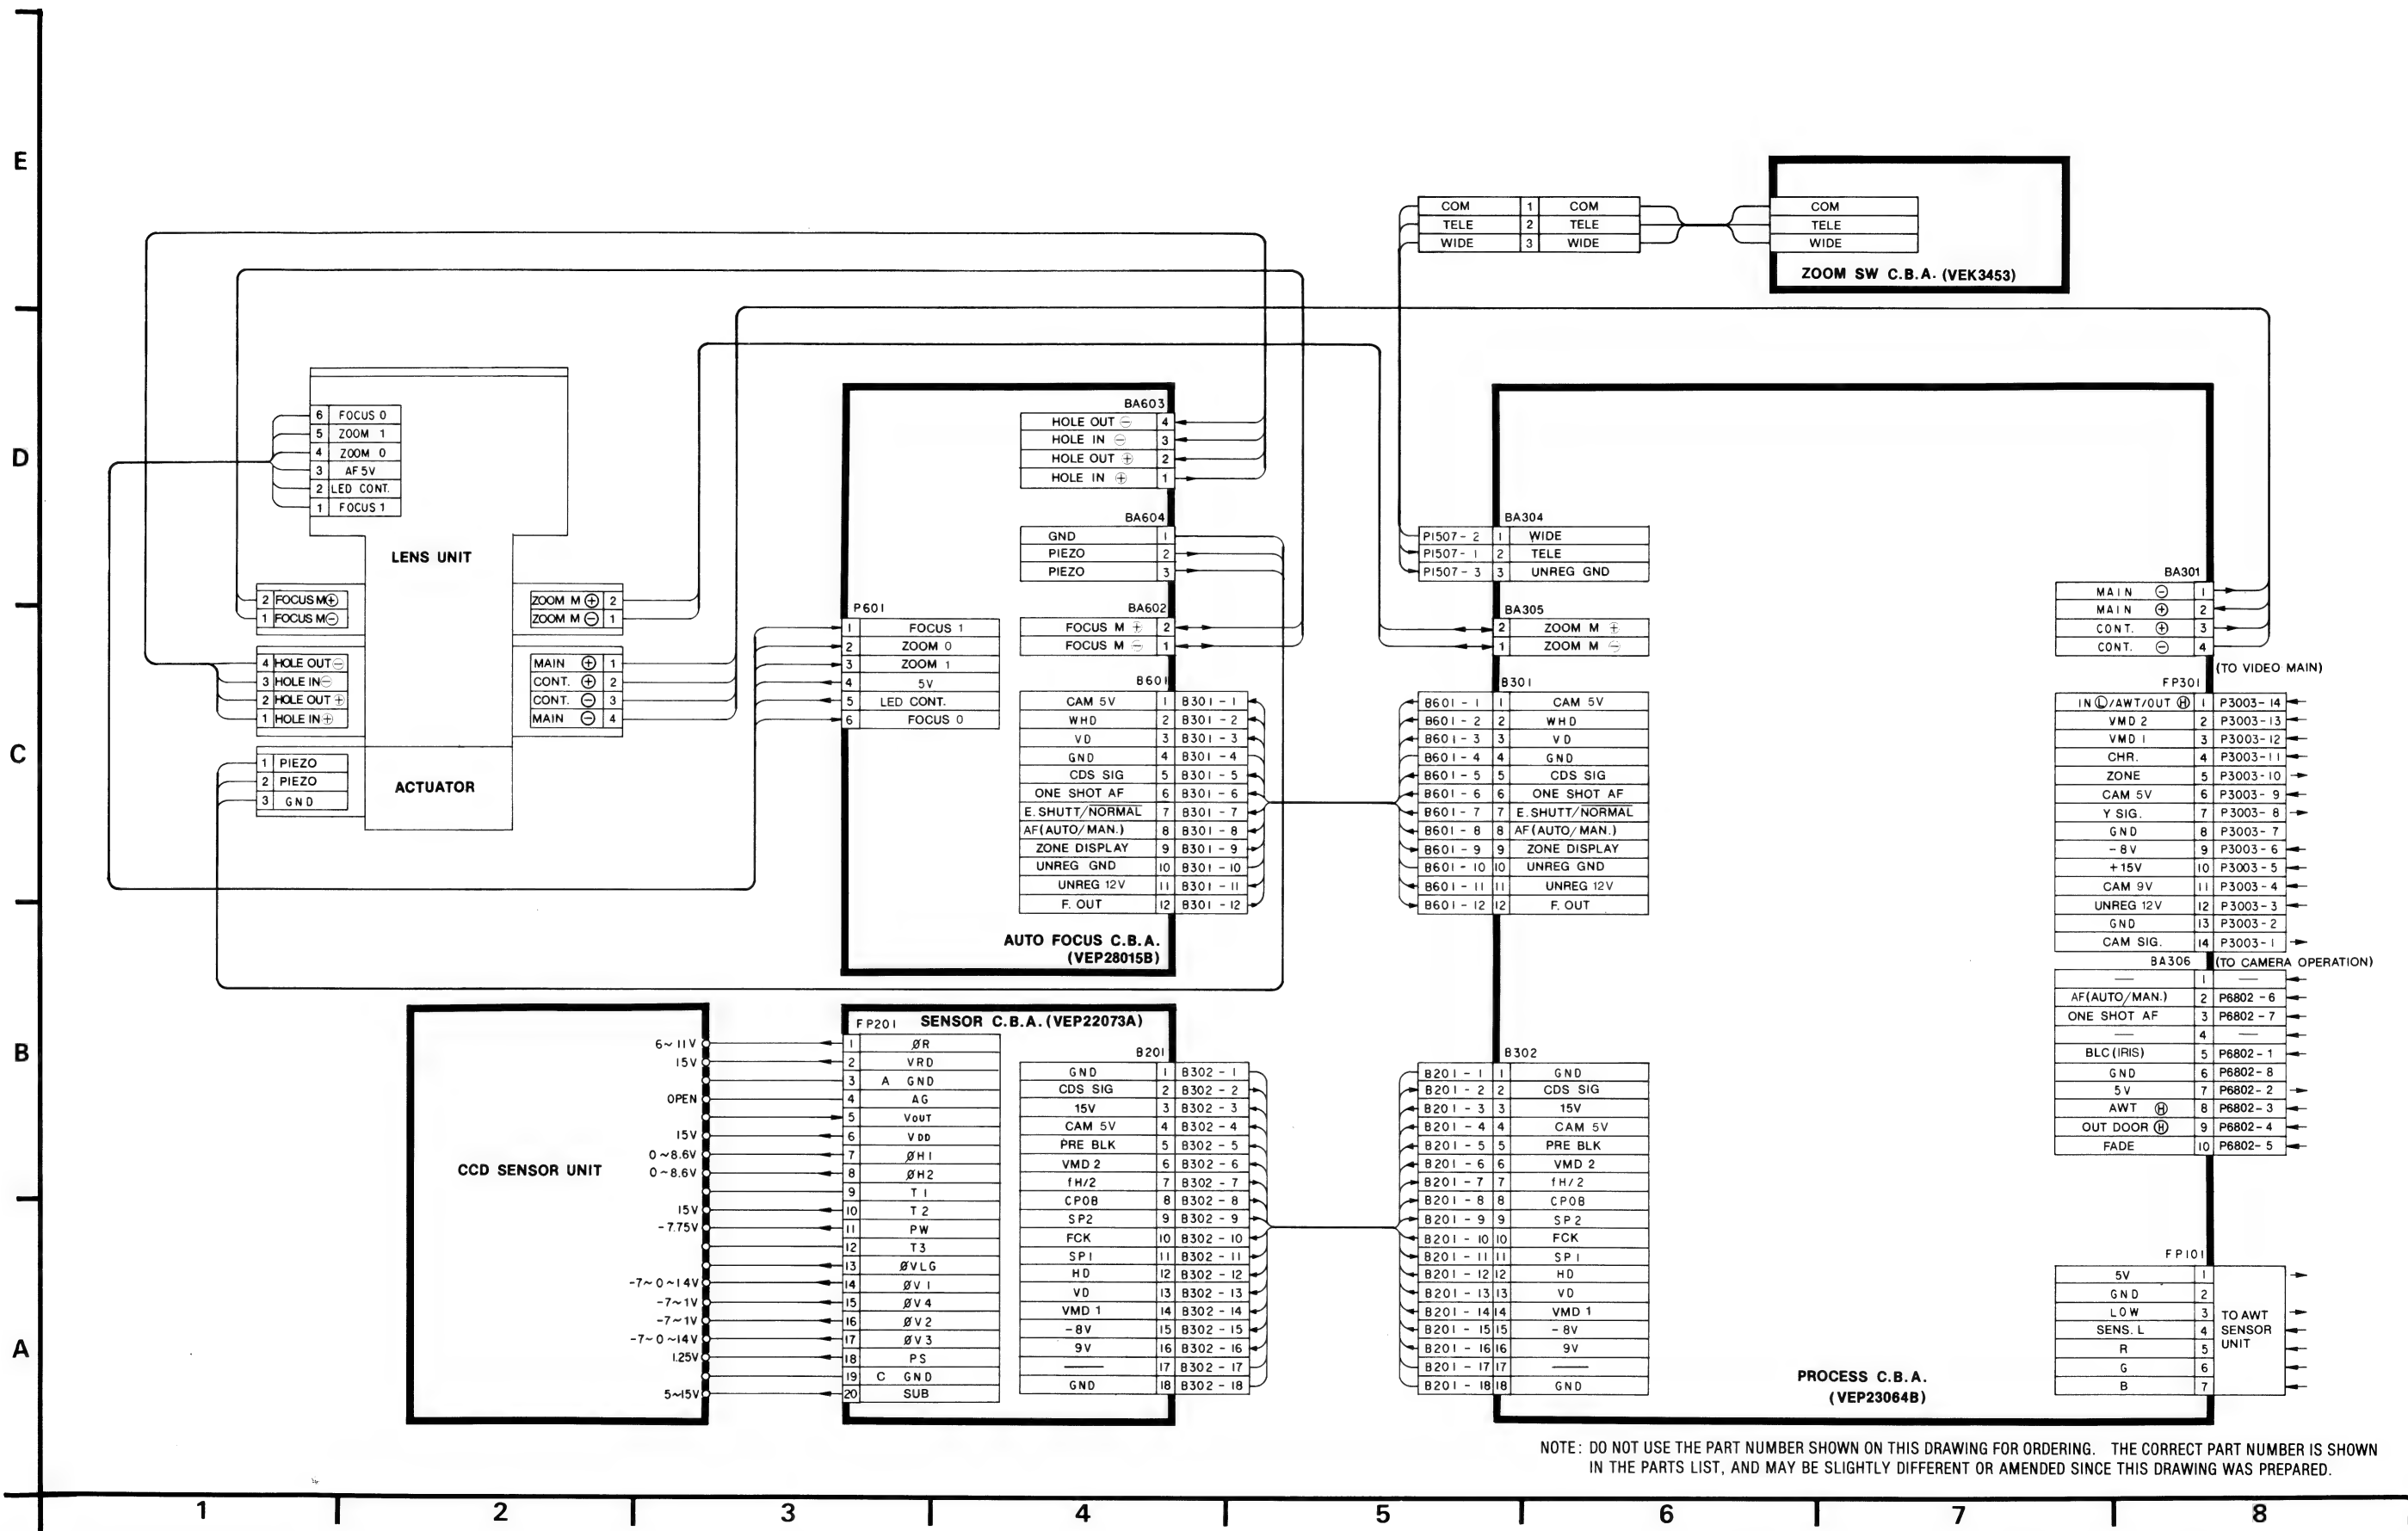 E
D
C
B
A
1 2 3 4 5 6 7 8
COM 1 COM
TELE 2 TELE
WIDE 3 WIDE
COM
TELE
WIDE
ZOOM SW C.B.A. (VEK3453)
6 FOCUS 0
5 ZOOM 1
4 ZOOM 0
3 AF 5V
2 LED CONT.
1 FOCUS 1
LENS UNIT
2 FOCUS M⊕
1 FOCUS M⊖
ZOOM M ⊕ 2
ZOOM M ⊖ 1
4 HOLE OUT⊖
3 HOLE IN⊖
2 HOLE OUT ⊕
1 HOLE IN⊕
MAIN ⊕ 1
CONT. ⊕ 2
CONT. ⊖ 3
MAIN ⊖ 4
1 PIEZO
2 PIEZO
3 GND
ACTUATOR
BA603
HOLE OUT ⊖ 4
HOLE IN ⊖ 3
HOLE OUT ⊕ 2
HOLE IN ⊕ 1
BA604
GND 1
PIEZO 2
PIEZO 3
BA602
FOCUS M ⊕ 2
FOCUS M ⊖ 1
P601
1 FOCUS 1
2 ZOOM 0
3 ZOOM 1
4 5V
5 LED CONT.
6 FOCUS 0
B601
CAM 5V 1 B301 - 1
WHD 2 B301 - 2
VD 3 B301 - 3
GND 4 B301 - 4
CDS SIG 5 B301 - 5
ONE SHOT AF 6 B301 - 6
E.SHUTT/NORMAL 7 B301 - 7
AF(AUTO/MAN.) 8 B301 - 8
ZONE DISPLAY 9 B301 - 9
UNREG GND 10 B301 - 10
UNREG 12V 11 B301 - 11
F. OUT 12 B301 - 12
AUTO FOCUS C.B.A.
(VEP28015B)
BA304
P1507 - 2 1 WIDE
P1507 - 1 2 TELE
P1507 - 3 3 UNREG GND
BA305
2 ZOOM M ⊕
1 ZOOM M ⊖
B301
B601 - 1 1 CAM 5V
B601 - 2 2 WHD
B601 - 3 3 VD
B601 - 4 4 GND
B601 - 5 5 CDS SIG
B601 - 6 6 ONE SHOT AF
B601 - 7 7 E.SHUTT/NORMAL
B601 - 8 8 AF(AUTO/MAN.)
B601 - 9 9 ZONE DISPLAY
B601 - 10 10 UNREG GND
B601 - 11 11 UNREG 12V
B601 - 12 12 F. OUT
BA301
MAIN ⊖ 1
MAIN ⊕ 2
CONT. ⊕ 3
CONT. ⊖ 4
(TO VIDEO MAIN)
FP301
IN Ⓛ/AWT/OUT Ⓗ 1 P3003- 14
VMD 2 2 P3003- 13
VMD 1 3 P3003- 12
CHR. 4 P3003- 11
ZONE 5 P3003- 10
CAM 5V 6 P3003- 9
Y SIG. 7 P3003- 8
GND 8 P3003- 7
- 8V 9 P3003- 6
+15V 10 P3003- 5
CAM 9V 11 P3003- 4
UNREG 12V 12 P3003- 3
GND 13 P3003- 2
CAM SIG. 14 P3003- 1
BA306
(TO CAMERA OPERATION)
— 1 —
AF(AUTO/MAN.) 2 P6802 - 6
ONE SHOT AF 3 P6802 - 7
— 4 —
BLC(IRIS) 5 P6802 - 1
GND 6 P6802 - 8
5V 7 P6802 - 2
AWT Ⓗ 8 P6802 - 3
OUT DOOR Ⓗ 9 P6802 - 4
FADE 10 P6802- 5
CCD SENSOR UNIT
6~11V
15V
OPEN
15V
0~8.6V
0~8.6V
15V
-7.75V
-7~0~14V
-7~1V
-7~1V
-7~0~14V
1.25V
5~15V
FP201
SENSOR C.B.A. (VEP22073A)
1 ØR
2 VRD
3 A GND
4 AG
5 VOUT
6 VDD
7 ØH1
8 ØH2
9 T1
10 T2
11 PW
12 T3
13 ØVLG
14 ØV1
15 ØV4
16 ØV2
17 ØV3
18 PS
19 C GND
20 SUB
B201
GND 1 B302 - 1
CDS SIG 2 B302 - 2
15V 3 B302 - 3
CAM 5V 4 B302 - 4
PRE BLK 5 B302 - 5
VMD 2 6 B302 - 6
fH/2 7 B302 - 7
CPOB 8 B302 - 8
SP2 9 B302 - 9
FCK 10 B302 - 10
SP1 11 B302 - 11
HD 12 B302 - 12
VD 13 B302 - 13
VMD 1 14 B302 - 14
-8V 15 B302 - 15
9V 16 B302 - 16
— 17 B302 - 17
GND 18 B302 - 18
B302
B201 - 1 1 GND
B201 - 2 2 CDS SIG
B201 - 3 3 15V
B201 - 4 4 CAM 5V
B201 - 5 5 PRE BLK
B201 - 6 6 VMD 2
B201 - 7 7 fH/2
B201 - 8 8 CPOB
B201 - 9 9 SP2
B201 - 10 10 FCK
B201 - 11 11 SP1
B201 - 12 12 HD
B201 - 13 13 VD
B201 - 14 14 VMD 1
B201 - 15 15 - 8V
B201 - 16 16 9V
B201 - 17 17 —
B201 - 18 18 GND
FP101
5V 1
GND 2
LOW 3
SENS. L 4
R 5
G 6
B 7
TO AWT
SENSOR
UNIT
PROCESS C.B.A.
(VEP23064B)
NOTE: DO NOT USE THE PART NUMBER SHOWN ON THIS DRAWING FOR ORDERING. THE CORRECT PART NUMBER IS SHOWN
IN THE PARTS LIST, AND MAY BE SLIGHTLY DIFFERENT OR AMENDED SINCE THIS DRAWING WAS PREPARED.